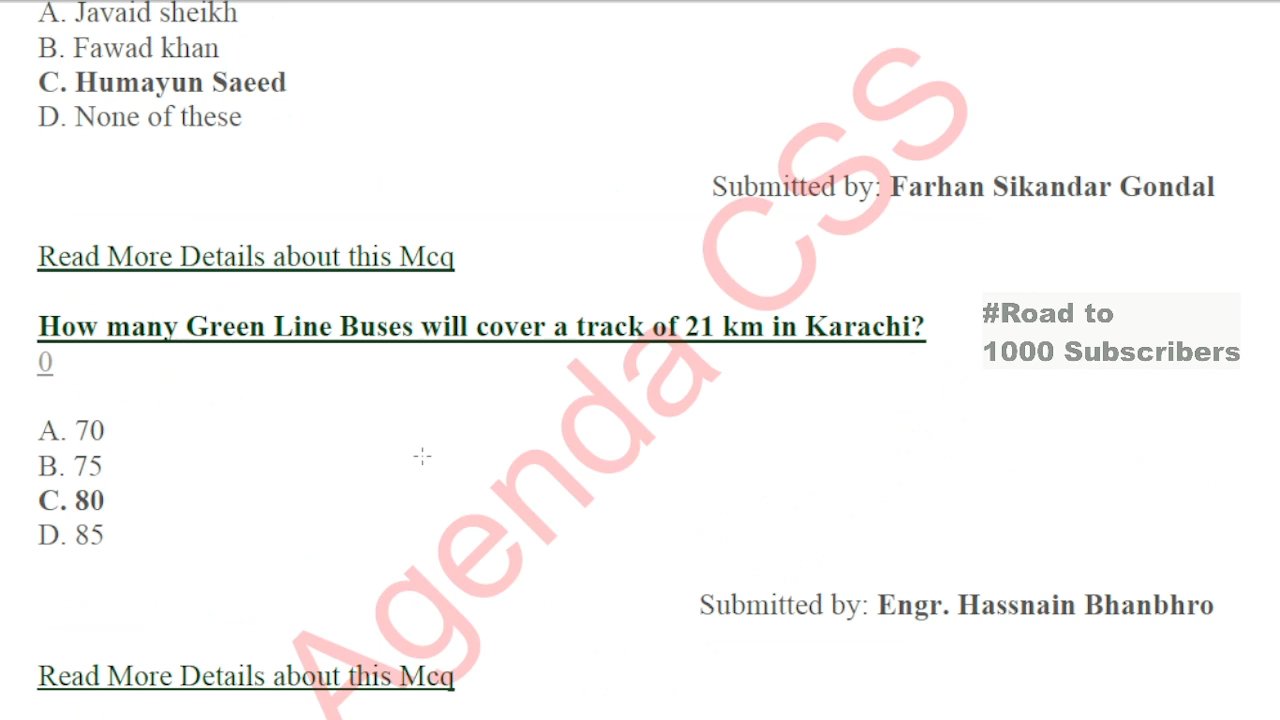 A. Javaid sheikh
B. Fawad khan
C. Humayun Saeed
D. None of these
Submitted by: Farhan Sikandar Gondal
Read More Details about this Mcq
How many Green Line Buses will cover a track of 21 km in Karachi?
0
#Road to
1000 Subscribers
A. 70
B. 75
C. 80
D. 85
Submitted by: Engr. Hassnain Bhanbhro
Read More Details about this Mcq
Agenda CSS